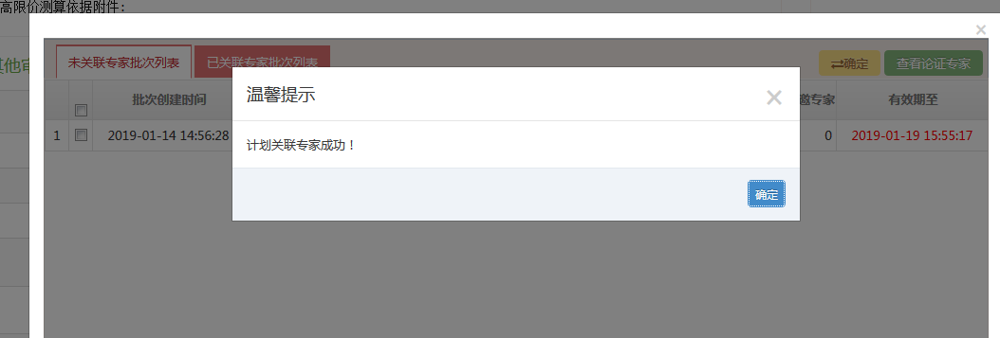 高限价测算依据附件:
×
其他审
未关联专家批次列表 已关联专家批次列表 确定 查看论证专家
温馨提示 ×
批次创建时间 邀专家 有效期至
1 2019-01-14 14:56:28 0 2019-01-19 15:55:17
计划关联专家成功！
确定